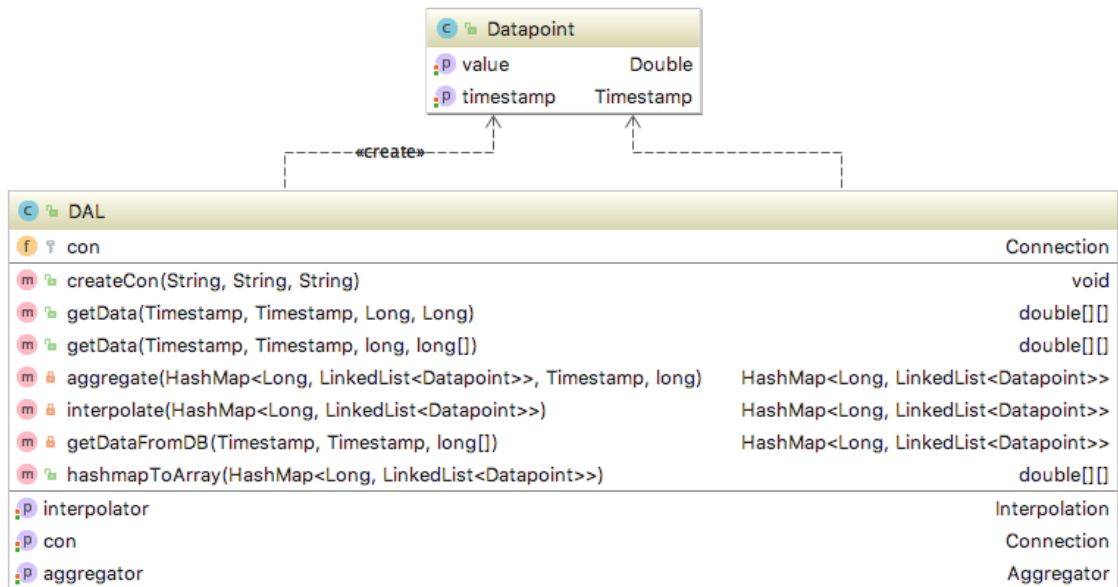 C Datapoint
p value Double
p timestamp Timestamp
«create»
C DAL
f con Connection
m createCon(String, String, String) void
m getData(Timestamp, Timestamp, Long, Long) double[][]
m getData(Timestamp, Timestamp, long, long[]) double[][]
m aggregate(HashMap<Long, LinkedList<Datapoint>>, Timestamp, long) HashMap<Long, LinkedList<Datapoint>>
m interpolate(HashMap<Long, LinkedList<Datapoint>>) HashMap<Long, LinkedList<Datapoint>>
m getDataFromDB(Timestamp, Timestamp, long[]) HashMap<Long, LinkedList<Datapoint>>
m hashmapToArray(HashMap<Long, LinkedList<Datapoint>>) double[][]
p interpolator Interpolation
p con Connection
p aggregator Aggregator